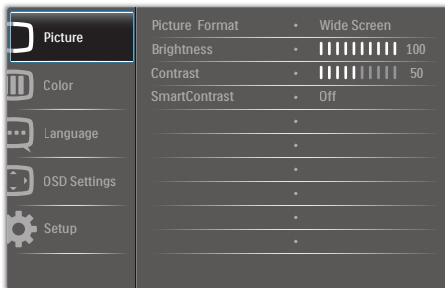 Picture
Color
Language
OSD Settings
Setup
Picture Format • Wide Screen
Brightness • 100
Contrast • 50
SmartContrast • Off
•
•
•
•
•
•